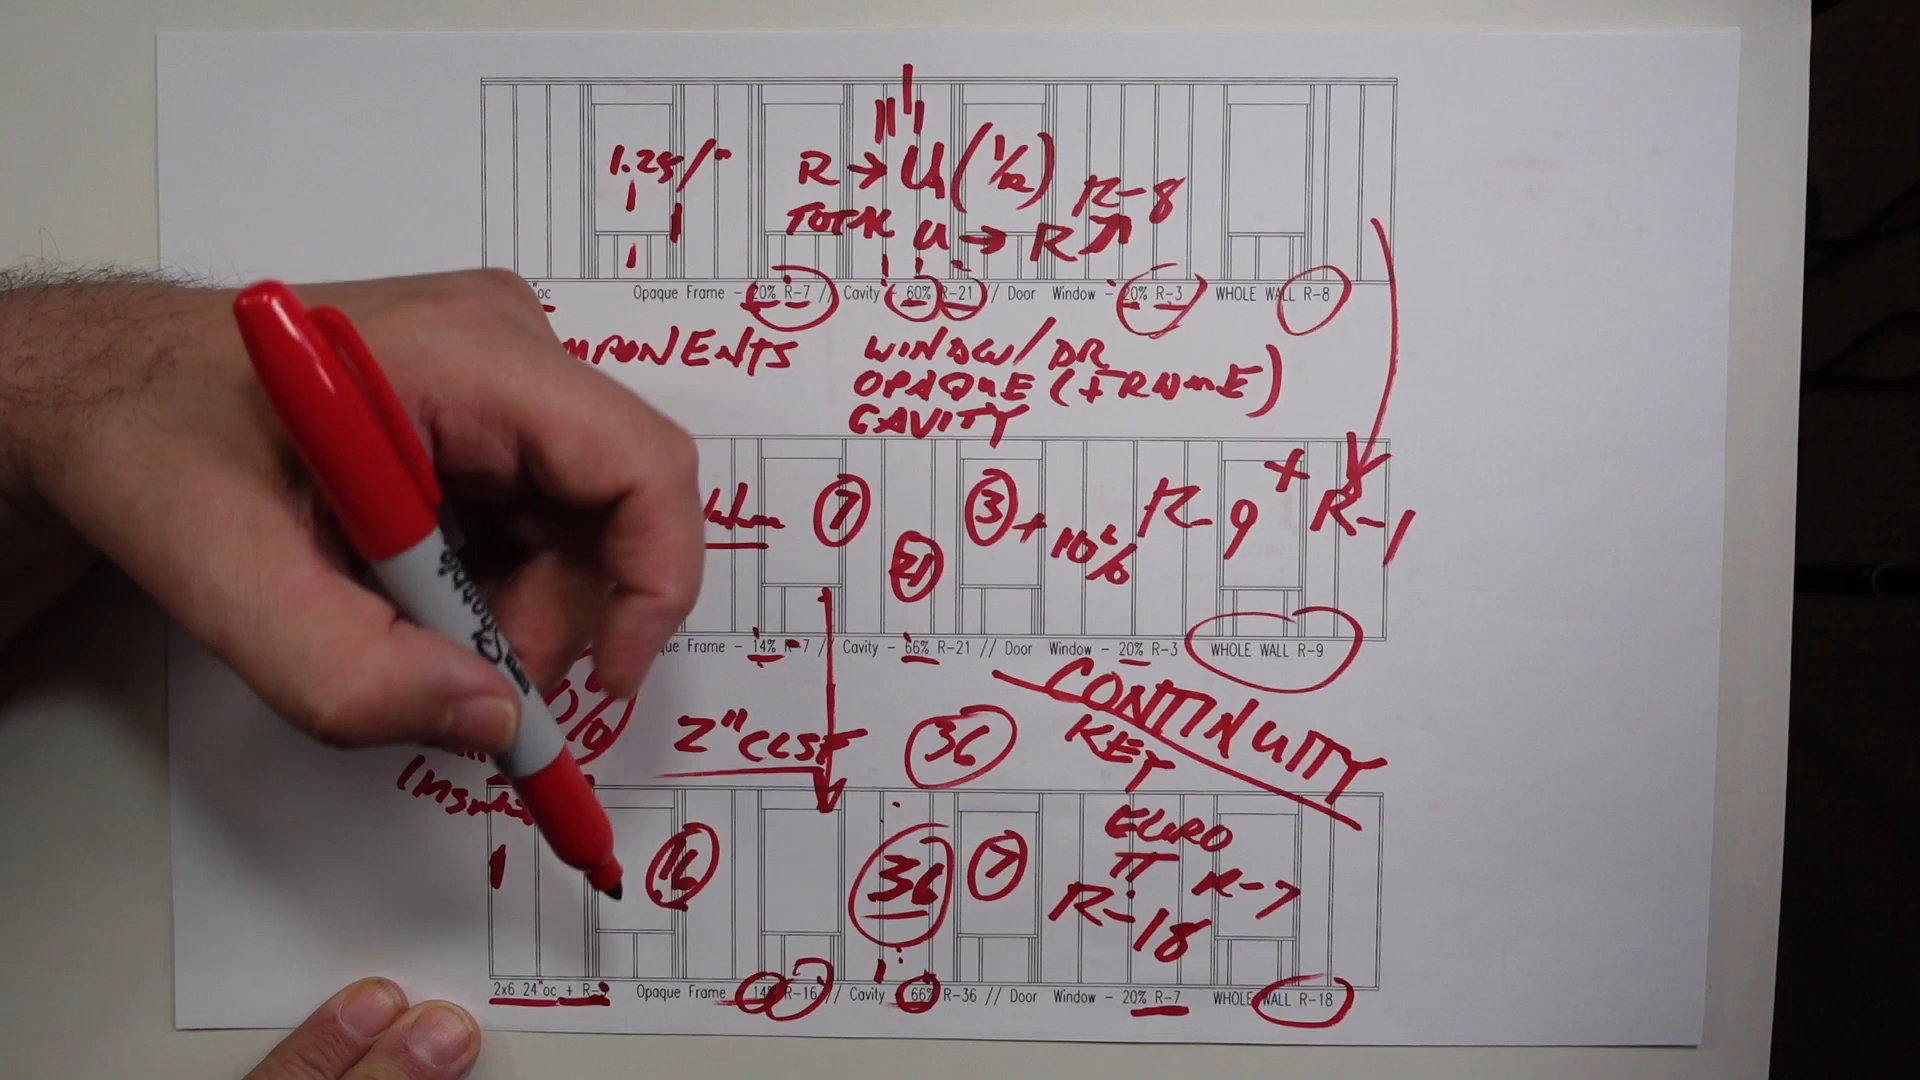 1.25/"
R → U (1/R)
R-8
TOTAL U → R
"oc
Opaque Frame - 20% R-7 // Cavity - 60% R-21 // Door Window - 20% R-3 WHOLE WALL R-8
MPONENTS
WINDOW/DR
OPAQUE (FRAME)
CAVITY
7
21
3
+ 10%
R-9
+
R-1
que Frame - 14% R-7 // Cavity - 66% R-21 // Door Window - 20% R-3 WHOLE WALL R-9
CONTINUITY
KEY
2" CCSF
36
16
36
7
EURO
R-7
R-18
2x6 24"oc + R-
Opaque Frame 14% R-16 // Cavity - 66% R-36 // Door Window - 20% R-7 WHOLE WALL R-18
Sharpie